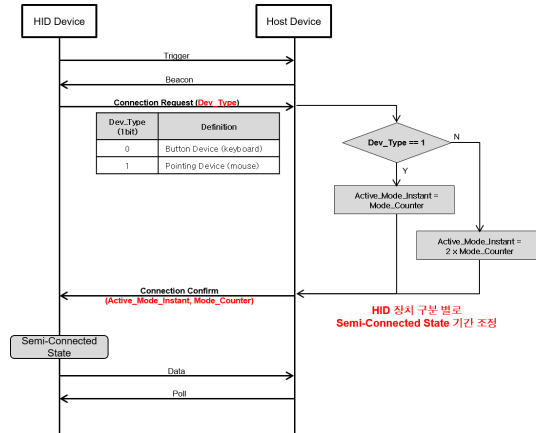 HID Device
Host Device
Trigger
Beacon
Connection Request (Dev_Type)
Dev_Type
(1bit)
Definition
0
Button Device (keyboard)
1
Pointing Device (mouse)
Dev_Type == 1
N
Y
Active_Mode_Instant =
Mode_Counter
Active_Mode_Instant =
2 x Mode_Counter
Connection Confirm
(Active_Mode_Instant, Mode_Counter)
HID 장치 구분 별로
Semi-Connected State 기간 조정
Semi-Connected
State
Data
Poll